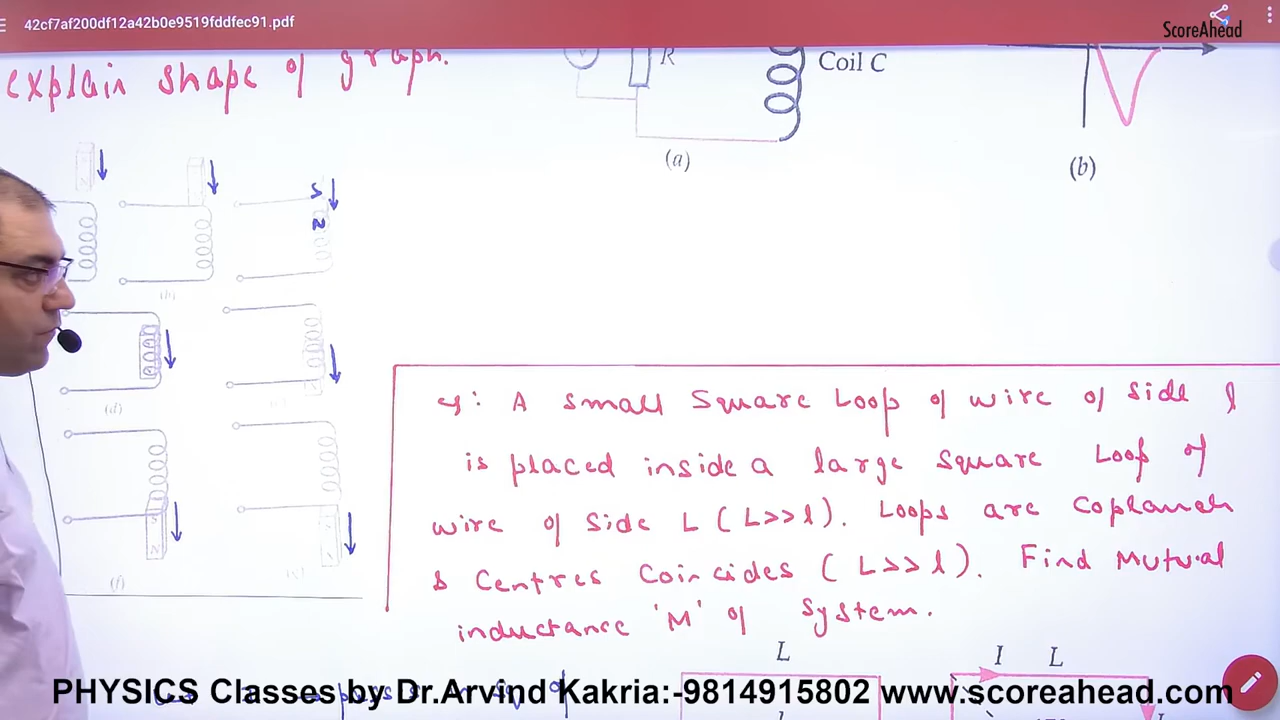 42cf7af200df12a42b0e9519fddfec91.pdf
ScoreAhead
explain shape of graph.
R
Coil C
(a)
(b)
S
N
(b)
(d)
(f)
eg: A Small Square Loop of wire of Side l
is placed inside a large square Loop of
wire of Side L (L>>l). Loops are coplanar
& Centres Coincides (L>>l). Find Mutual
inductance 'M' of System.
L
I L
PHYSICS Classes by Dr.Arvind Kakria:-9814915802 www.scoreahead.com